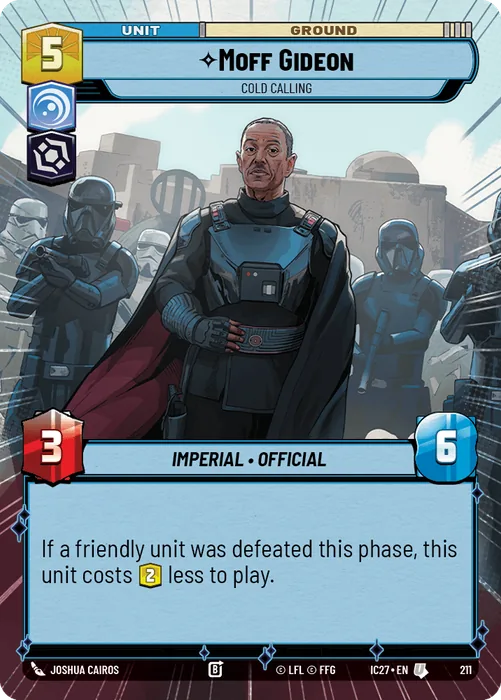 UNIT
GROUND
5
MOFF GIDEON
COLD CALLING
3
IMPERIAL • OFFICIAL
6
If a friendly unit was defeated this phase, this
unit costs 2 less to play.
JOSHUA CAIROS
B
© LFL © FFG
IC27 • EN
211